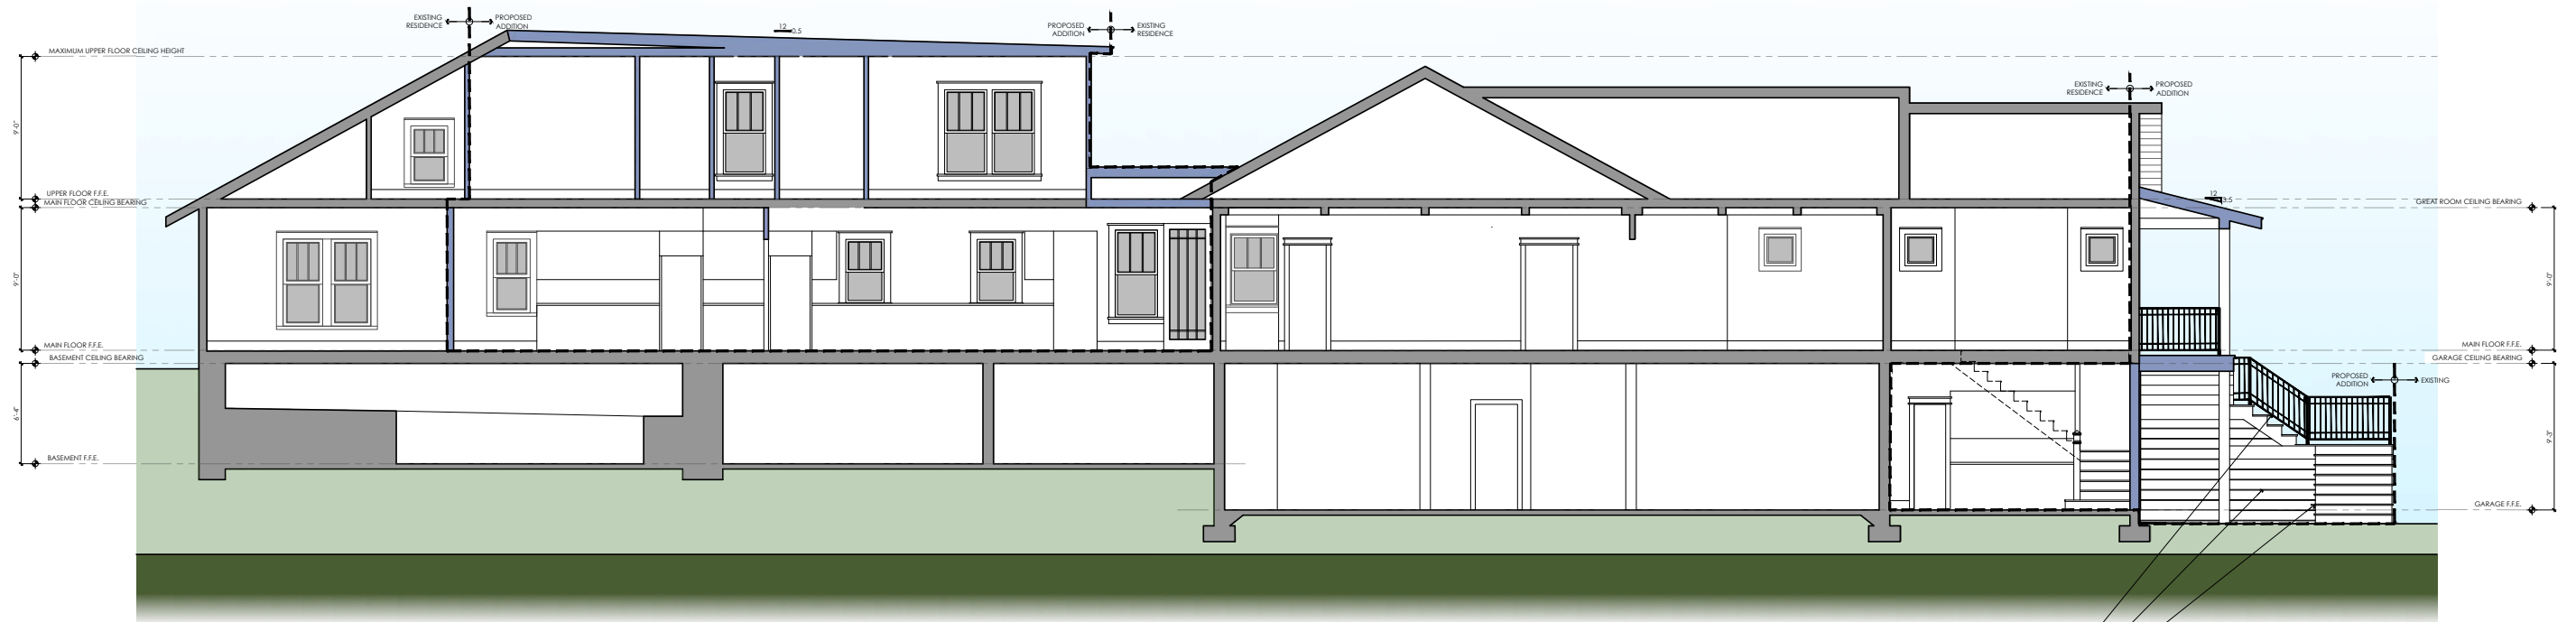 EXISTING
RESIDENCE
PROPOSED
ADDITION
12
0.5
PROPOSED
ADDITION
EXISTING
RESIDENCE
MAXIMUM UPPER FLOOR CEILING HEIGHT
EXISTING
RESIDENCE
PROPOSED
ADDITION
9'-0"
UPPER FLOOR F.F.E.
MAIN FLOOR CEILING BEARING
12
3.5
GREAT ROOM CEILING BEARING
9'-0"
9'-0"
MAIN FLOOR F.F.E.
BASEMENT CEILING BEARING
MAIN FLOOR F.F.E.
GARAGE CEILING BEARING
PROPOSED
ADDITION
EXISTING
6'-4"
9'-3"
BASEMENT F.F.E.
GARAGE F.F.E.